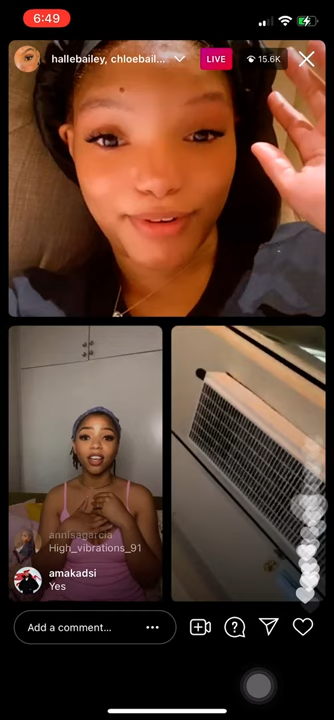 6:49
hallebailey, chloebail...
LIVE
15.6K
annisagarcia
High_vibrations_91
amakadsi
Yes
Add a comment...